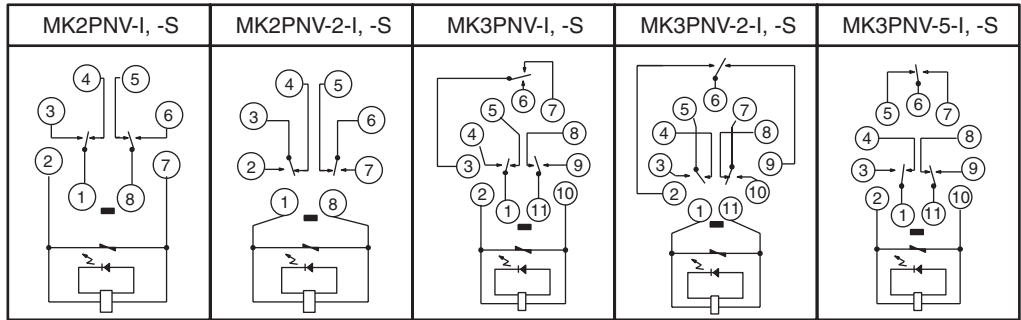 MK2PNV-I, -S MK2PNV-2-I, -S MK3PNV-I, -S MK3PNV-2-I, -S MK3PNV-5-I, -S
4 5 3 6 2 7 1 8
4 5 3 6 2 7 1 8
6 7 5 8 4 3 9 2 10 1 11
6 5 7 4 8 3 9 2 10 1 11
5 6 7 4 8 3 9 2 10 1 11